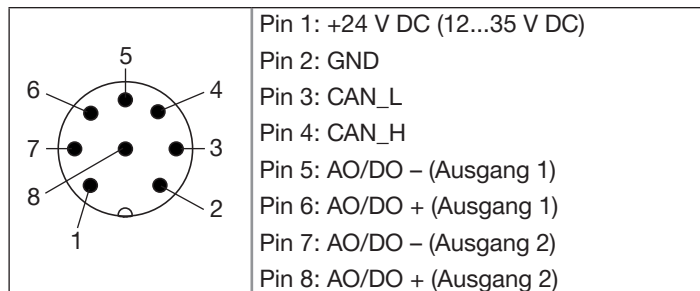 5
6
4
7
3
8
2
1
Pin 1: +24 V DC (12...35 V DC)
Pin 2: GND
Pin 3: CAN_L
Pin 4: CAN_H
Pin 5: AO/DO – (Ausgang 1)
Pin 6: AO/DO + (Ausgang 1)
Pin 7: AO/DO – (Ausgang 2)
Pin 8: AO/DO + (Ausgang 2)